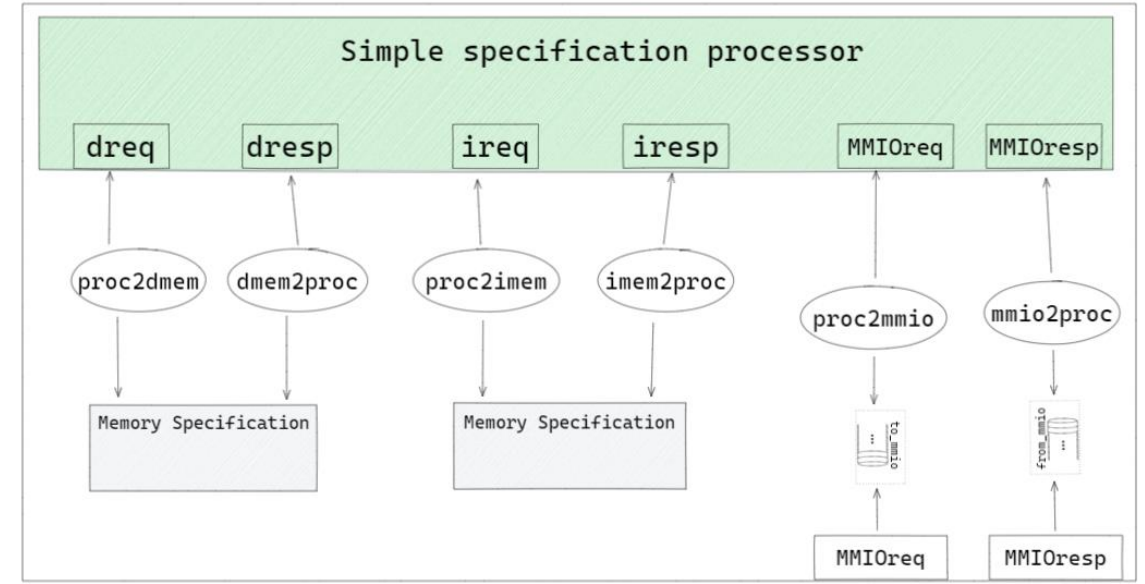 Simple specification processor
dreq dresp ireq iresp MMIOreq MMIOresp
proc2dmem dmem2proc proc2imem imem2proc proc2mmio mmio2proc
Memory Specification Memory Specification
... to_mmio from_mmio ...
MMIOreq MMIOresp